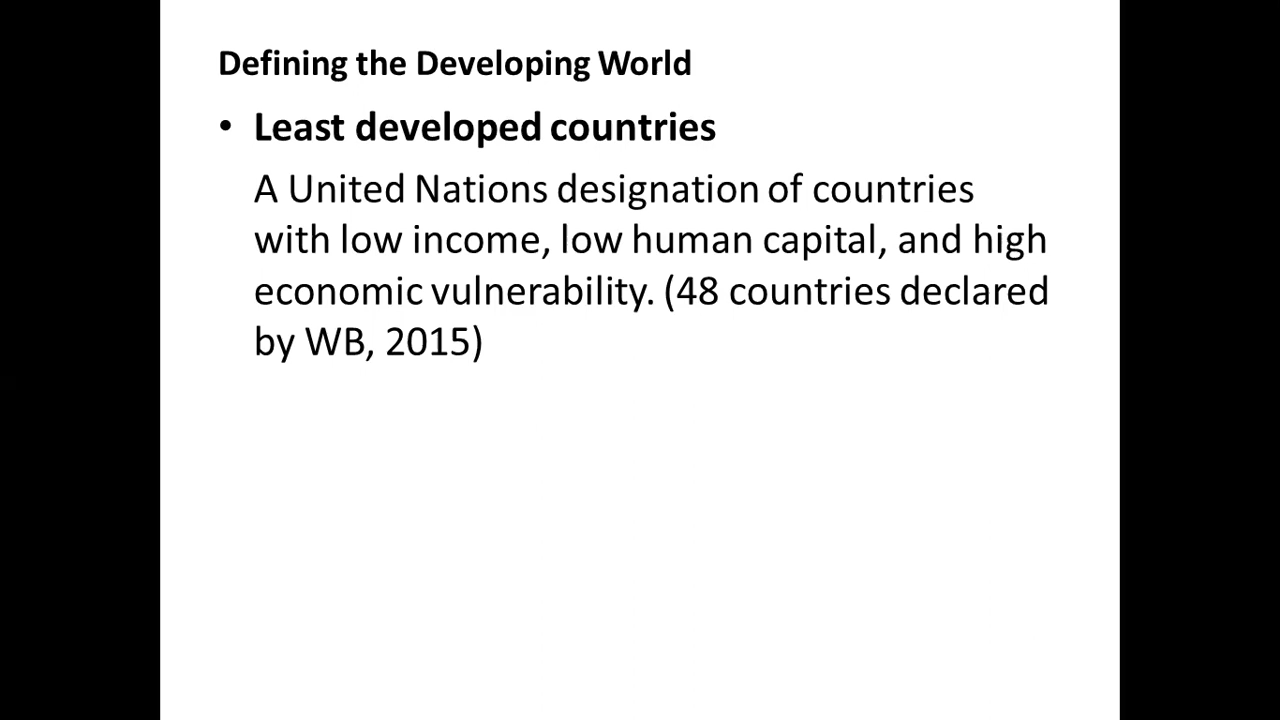 Defining the Developing World
• Least developed countries
A United Nations designation of countries
with low income, low human capital, and high
economic vulnerability. (48 countries declared
by WB, 2015)